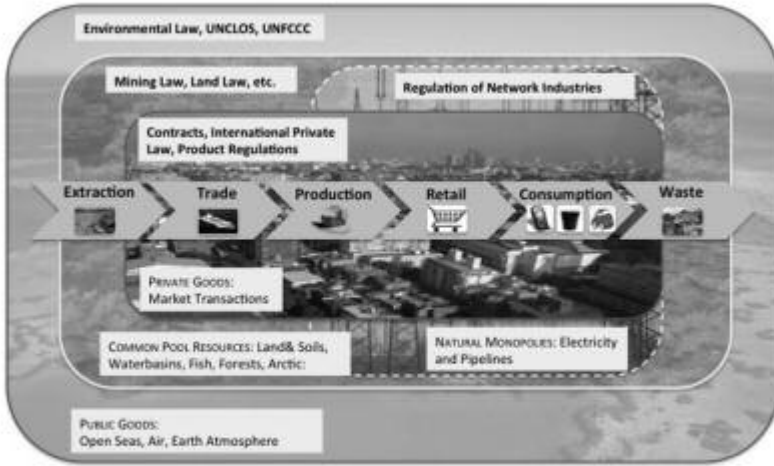 Environmental Law, UNCLOS, UNFCCC
Mining Law, Land Law, etc.
Regulation of Network Industries
Contracts, International Private
Law, Product Regulations
Extraction
Trade
Production
Retail
Consumption
Waste
PRIVATE GOODS:
Market Transactions
COMMON POOL RESOURCES: Land& Soils,
Waterbasins, Fish, Forests, Arctic:
NATURAL MONOPOLIES: Electricity
and Pipelines
PUBLIC GOODS:
Open Seas, Air, Earth Atmosphere